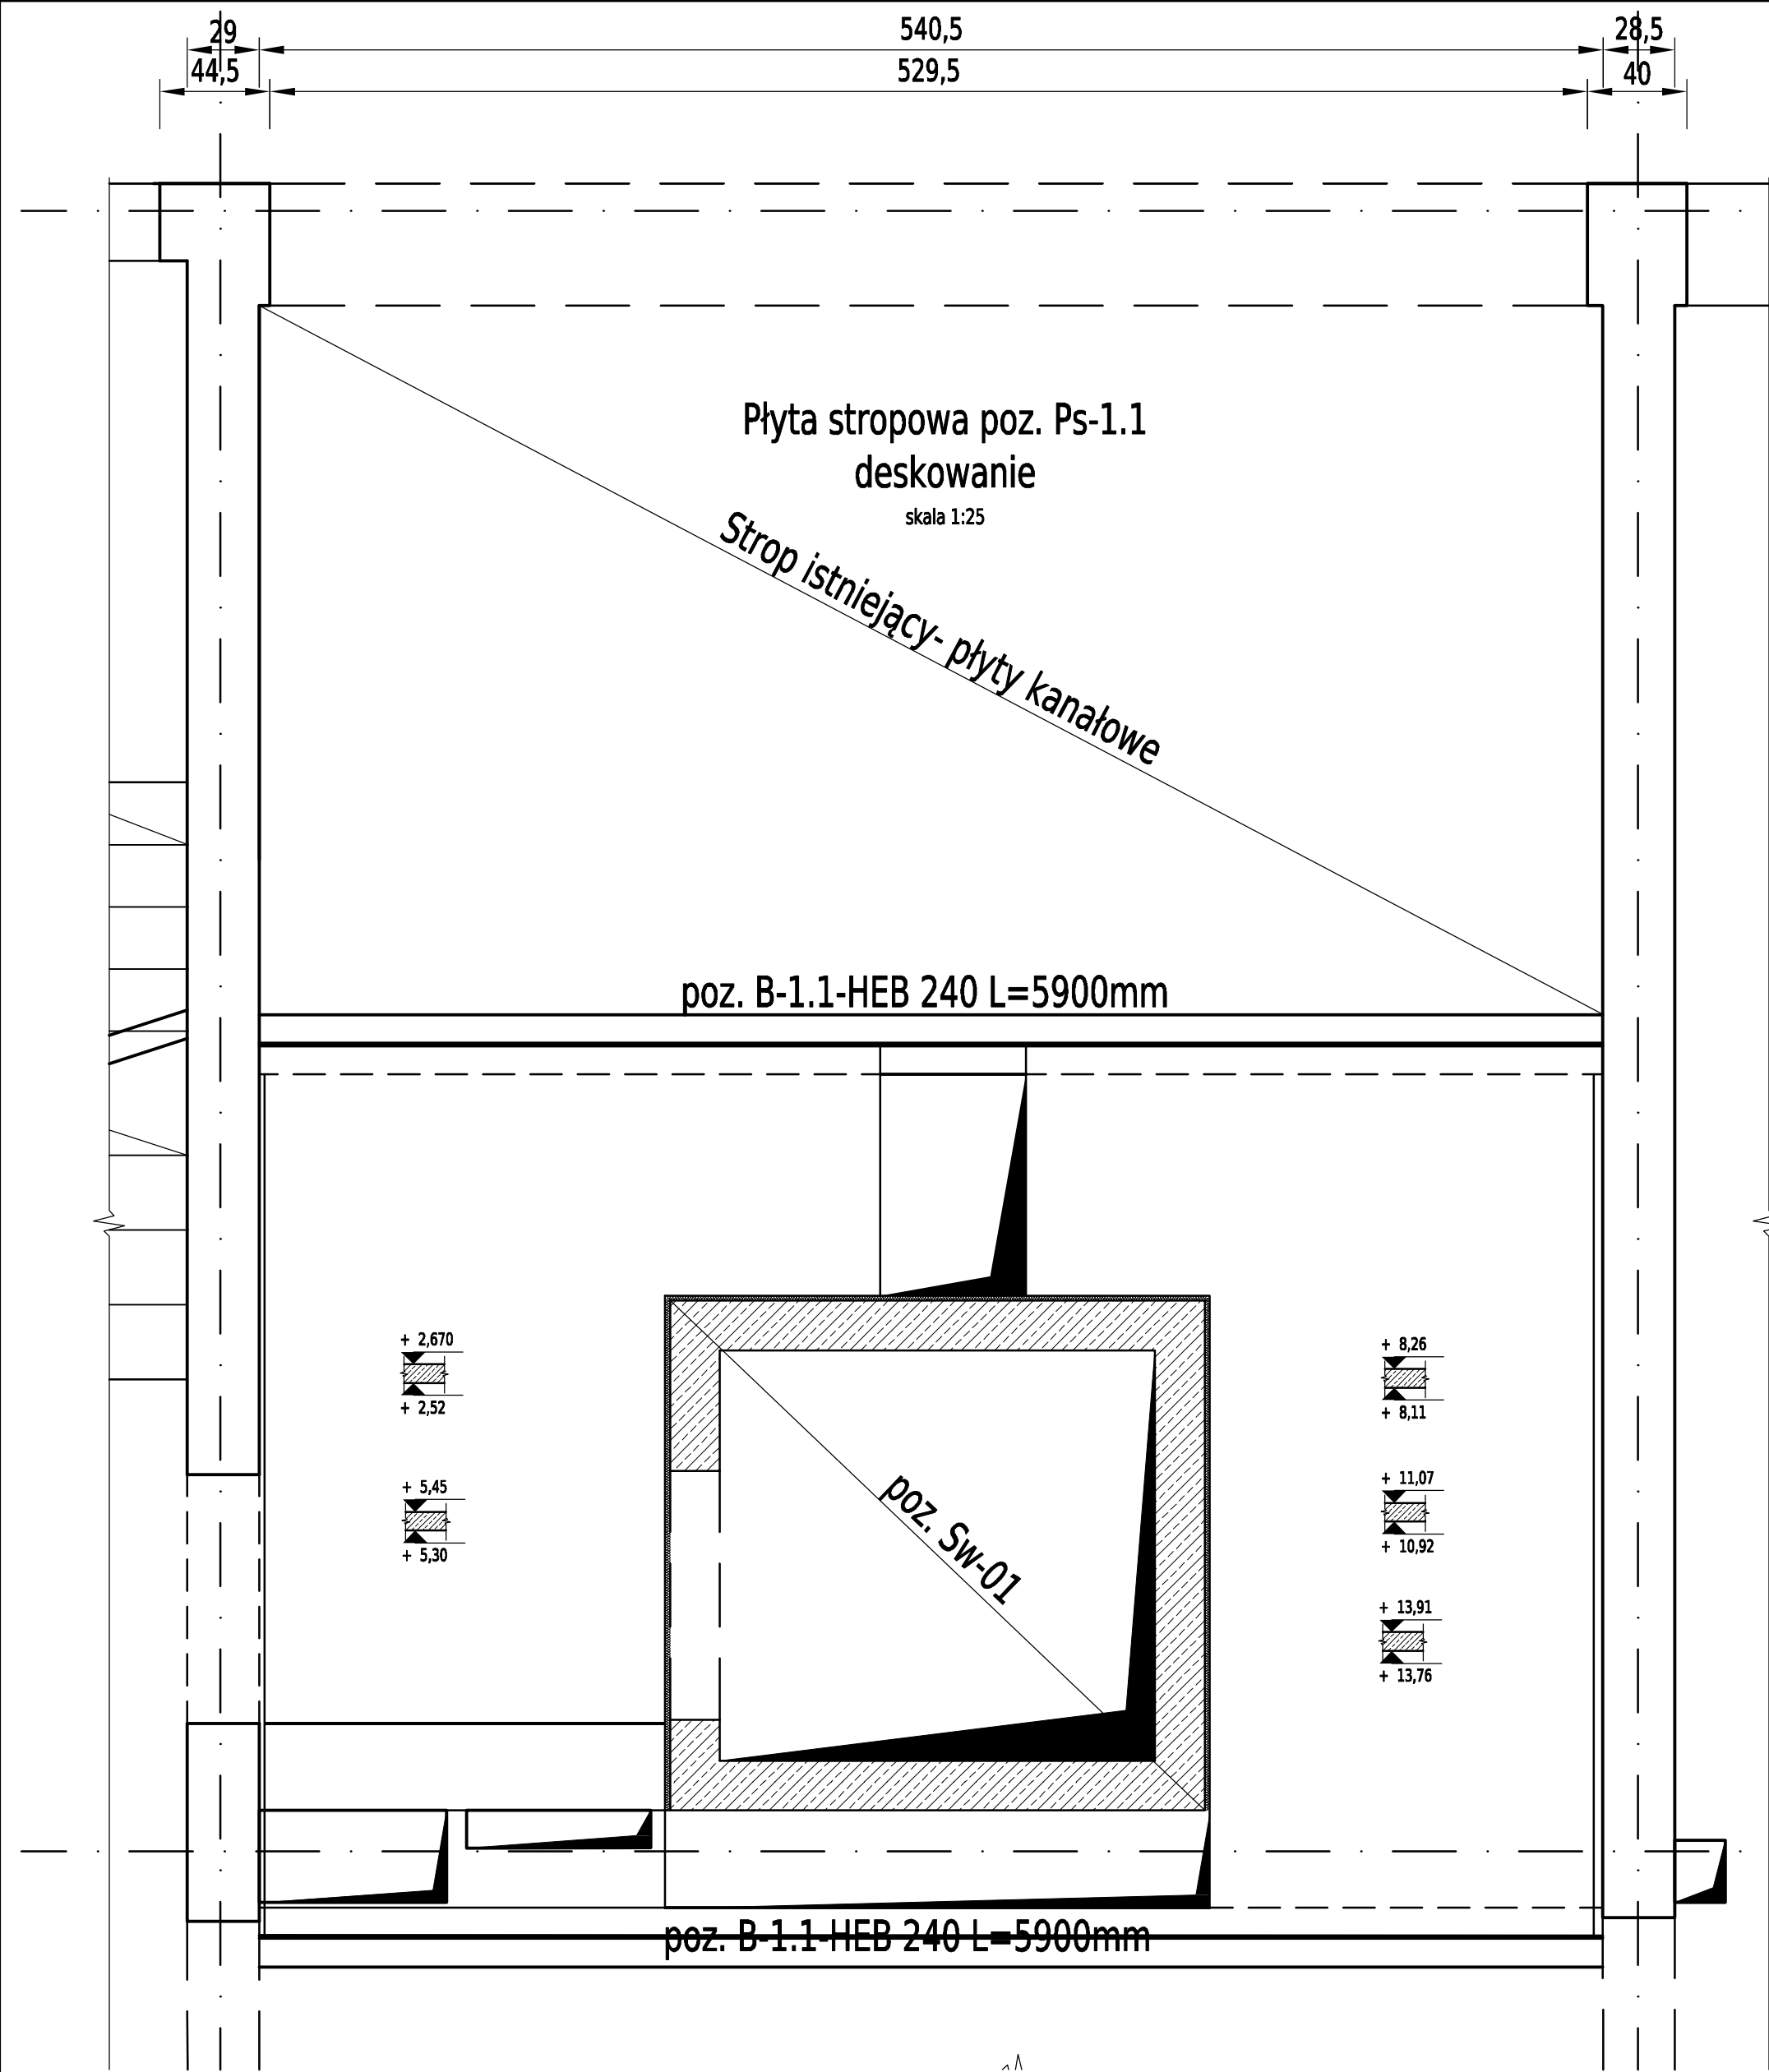 29
540,5
28,5
44,5
529,5
40
Płyta stropowa poz. Ps-1.1
deskowanie
skala 1:25
Strop istniejący- płyty kanałowe
poz. B-1.1-HEB 240 L=5900mm
+ 2,670
+ 2,52
+ 8,26
+ 8,11
+ 5,45
+ 5,30
+ 11,07
+ 10,92
poz. Sw-01
+ 13,91
+ 13,76
poz. B-1.1-HEB 240 L=5900mm